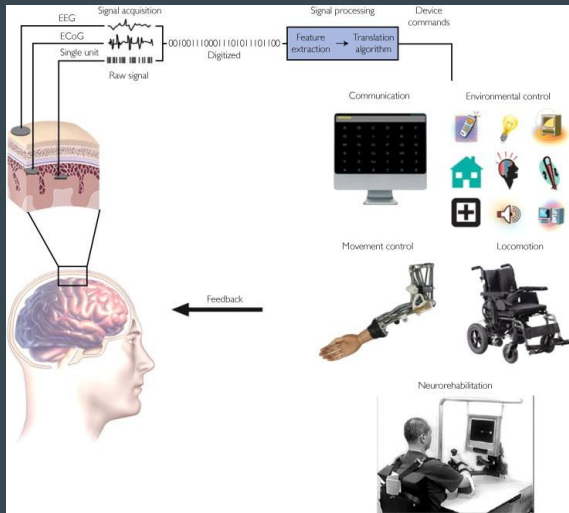 Signal acquisition
EEG
ECoG
Single unit
Raw signal
Digitized
Signal processing
Feature
extraction
Translation
algorithm
Device
commands
Communication
Environmental control
Movement control
Locomotion
Feedback
Neurorehabilitation